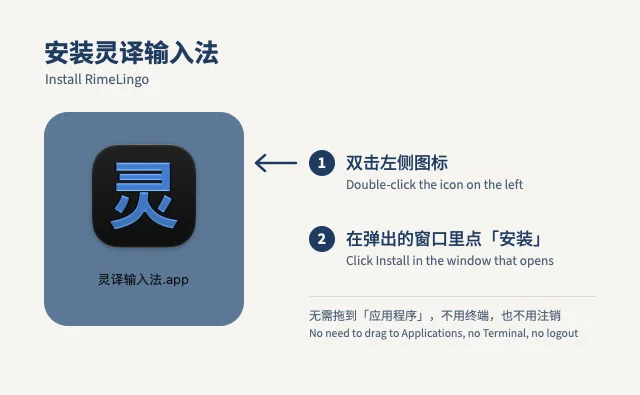 安装灵译输入法
Install RimeLingo
灵
灵译输入法.app
1 双击左侧图标
Double-click the icon on the left
2 在弹出的窗口里点「安装」
Click Install in the window that opens
无需拖到「应用程序」，不用终端，也不用注销
No need to drag to Applications, no Terminal, no logout